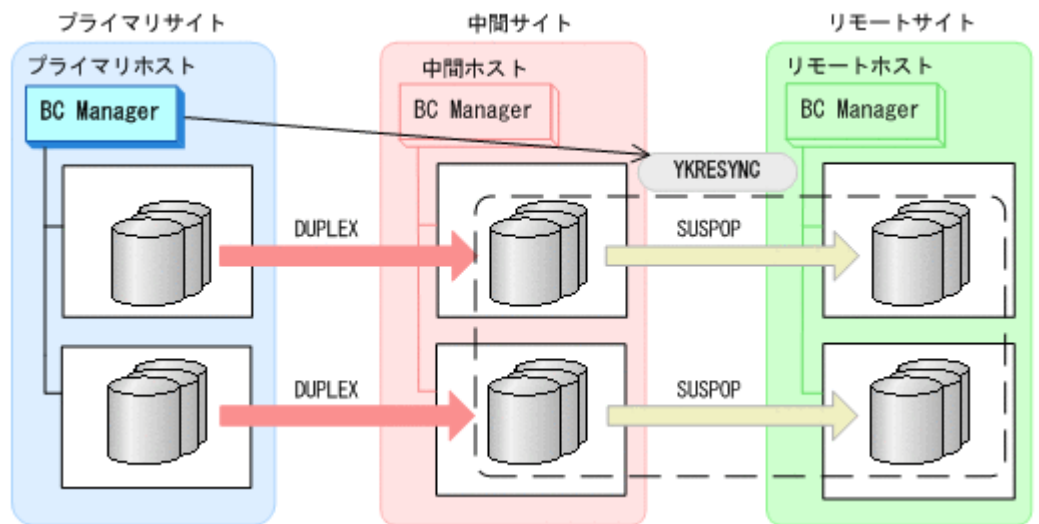 プライマリサイト
中間サイト
リモートサイト
プライマリホスト
中間ホスト
リモートホスト
BC Manager
BC Manager
BC Manager
YKRESYNC
DUPLEX
SUSPOP
DUPLEX
SUSPOP